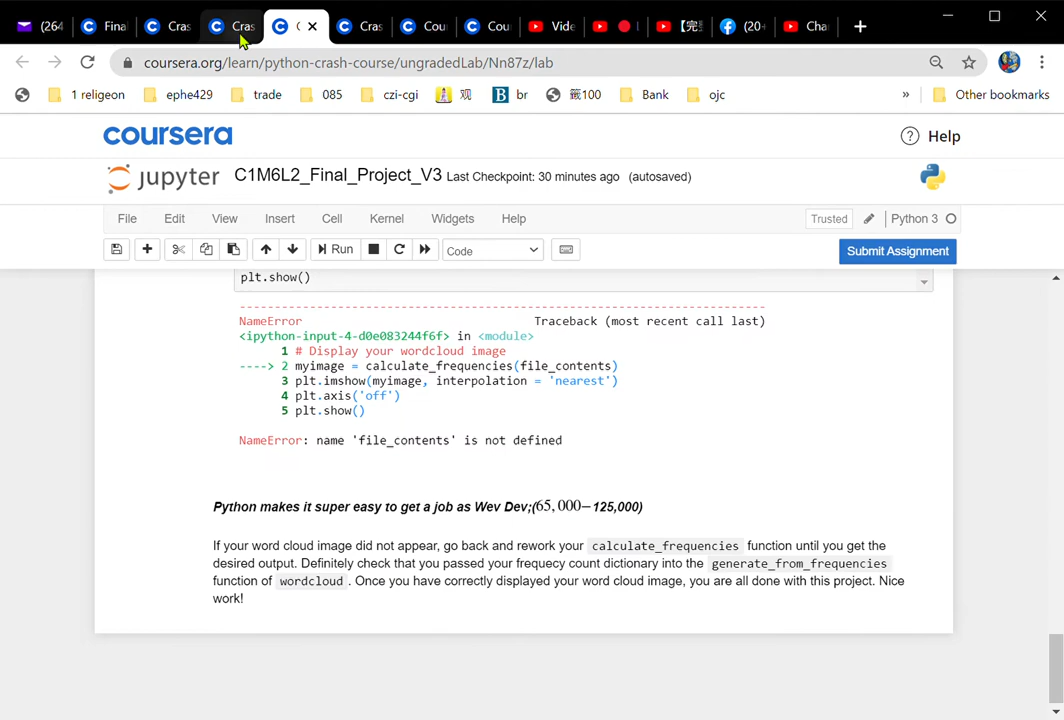 (264
Fina
Cras
Cras
Cras
Cour
Cour
Vide
【完
(20+
Cha
coursera.org/learn/python-crash-course/ungradedLab/Nn87z/lab
1 religeon
ephe429
trade
085
czi-cgi
观
br
籤100
Bank
ojc
»
Other bookmarks
coursera
Help
jupyter
C1M6L2_Final_Project_V3 Last Checkpoint: 30 minutes ago (autosaved)
File Edit View Insert Cell Kernel Widgets Help
Trusted
Python 3
Run
Code
Submit Assignment
plt.show()
---------------------------------------------------------------------------
NameError Traceback (most recent call last)
<ipython-input-4-d0e083244f6f> in <module>
1 # Display your wordcloud image
----> 2 myimage = calculate_frequencies(file_contents)
3 plt.imshow(myimage, interpolation = 'nearest')
4 plt.axis('off')
5 plt.show()
NameError: name 'file_contents' is not defined
Python makes it super easy to get a job as Wev Dev;(65,000−125,000)
If your word cloud image did not appear, go back and rework your calculate_frequencies function until you get the
desired output. Definitely check that you passed your frequecy count dictionary into the generate_from_frequencies
function of wordcloud . Once you have correctly displayed your word cloud image, you are all done with this project. Nice
work!